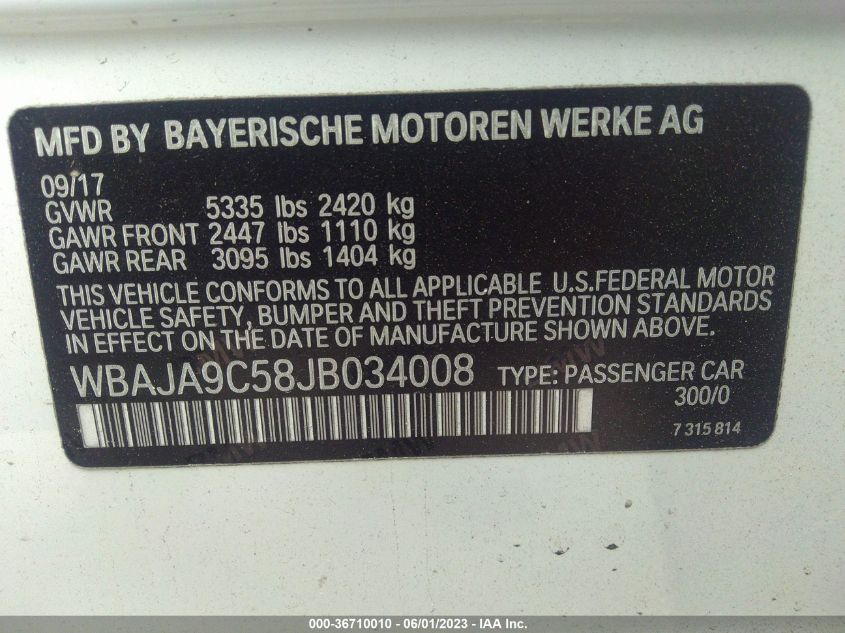 MFD BY BAYERISCHE MOTOREN WERKE AG
09/17
GVWR 5335 lbs 2420 kg
GAWR FRONT 2447 lbs 1110 kg
GAWR REAR 3095 lbs 1404 kg
THIS VEHICLE CONFORMS TO ALL APPLICABLE U.S.FEDERAL MOTOR
VEHICLE SAFETY, BUMPER AND THEFT PREVENTION STANDARDS
IN EFFECT ON THE DATE OF MANUFACTURE SHOWN ABOVE.
WBAJA9C58JB034008 TYPE: PASSENGER CAR
300/0
7 315 814
000-36710010 - 06/01/2023 - IAA Inc.